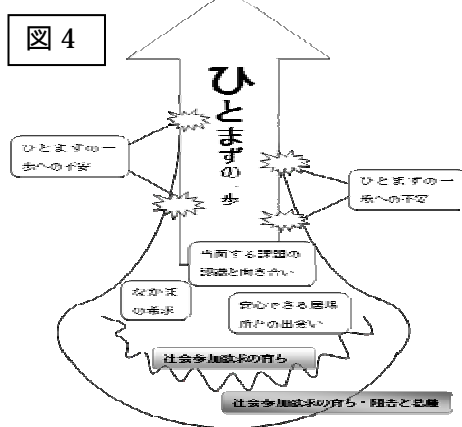 図4
ひとまずの一歩
ひとまずの一
歩への不安
ひとまずの一
歩への不安
当面する課題の
認識と向き合い
なかま
の希求
安心できる居場
所との出会い
社会参加欲求の育ち
社会参加欲求の育ち・阻害と葛藤